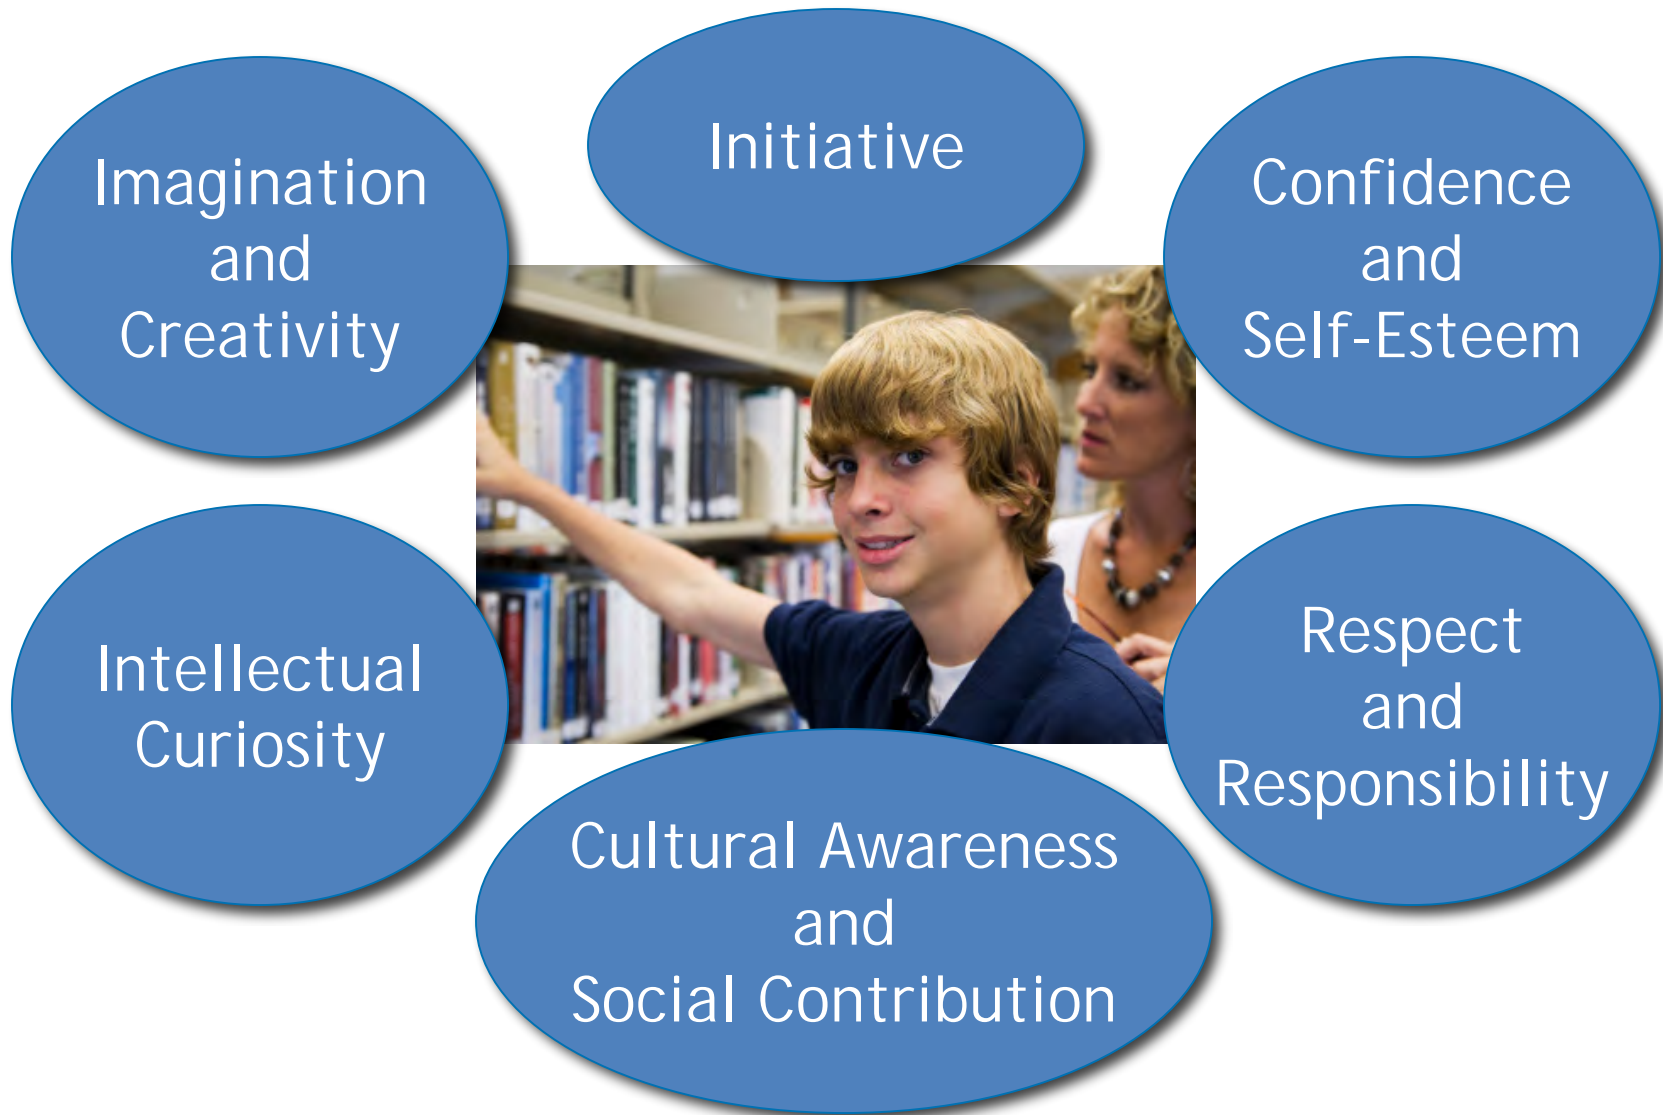 Initiative
Imagination
and
Creativity
Confidence
and
Self-Esteem
Intellectual
Curiosity
Respect
and
Responsibility
Cultural Awareness
and
Social Contribution